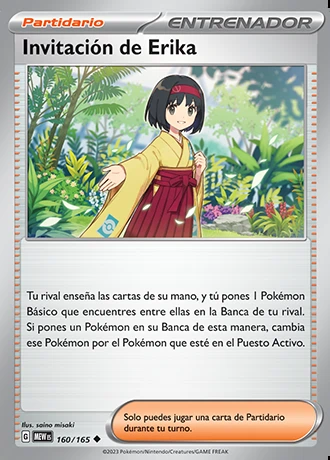 Partidario
ENTRENADOR
Invitación de Erika
Tu rival enseña las cartas de su mano, y tú pones 1 Pokémon
Básico que encuentres entre ellas en la Banca de tu rival.
Si pones un Pokémon en su Banca de esta manera, cambia
ese Pokémon por el Pokémon que esté en el Puesto Activo.
Ilus. saino misaki
G MEW ES 160/165
Solo puedes jugar una carta de Partidario
durante tu turno.
©2023 Pokémon/Nintendo/Creatures/GAME FREAK